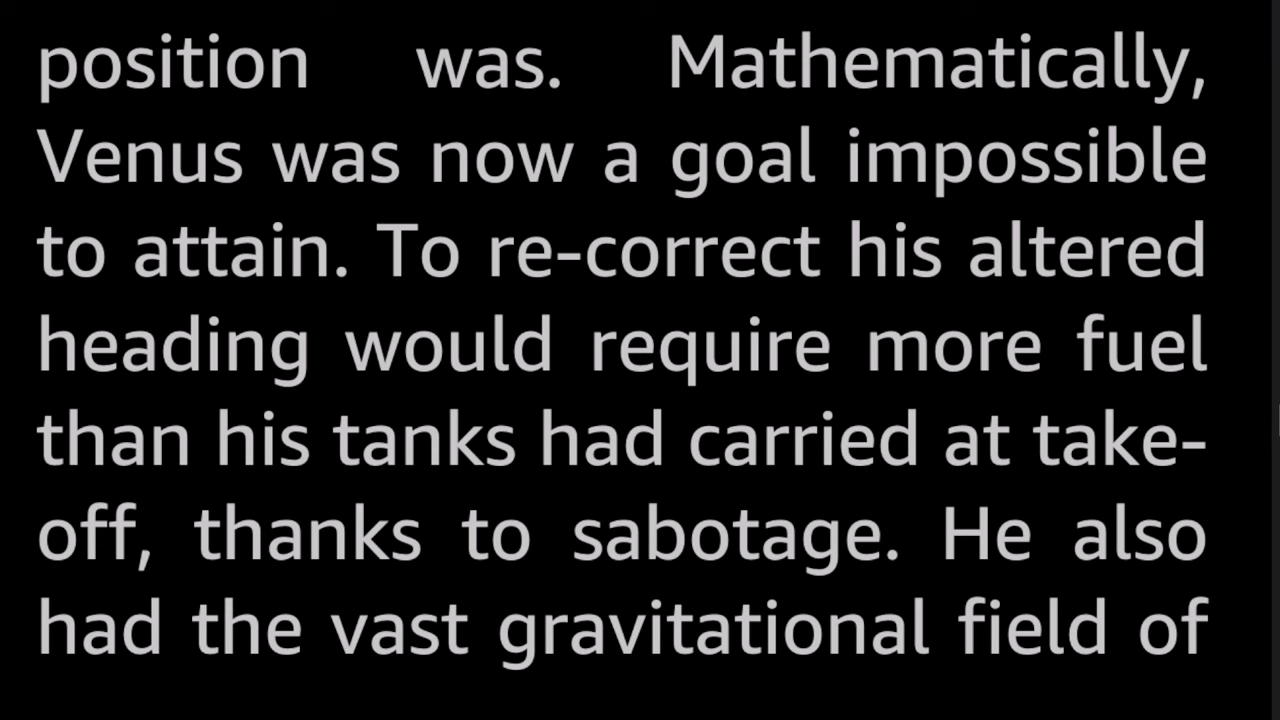 position was. Mathematically,
Venus was now a goal impossible
to attain. To re-correct his altered
heading would require more fuel
than his tanks had carried at take-
off, thanks to sabotage. He also
had the vast gravitational field of